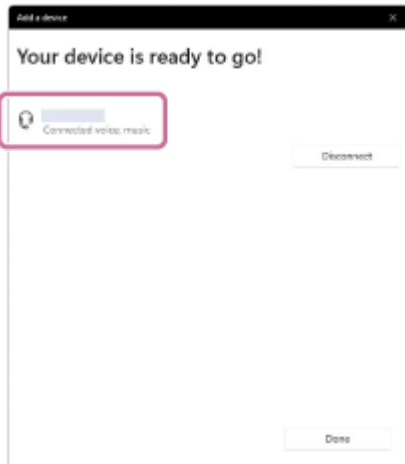 Add a device
Your device is ready to go!
Connected voice, music
Disconnect
Done